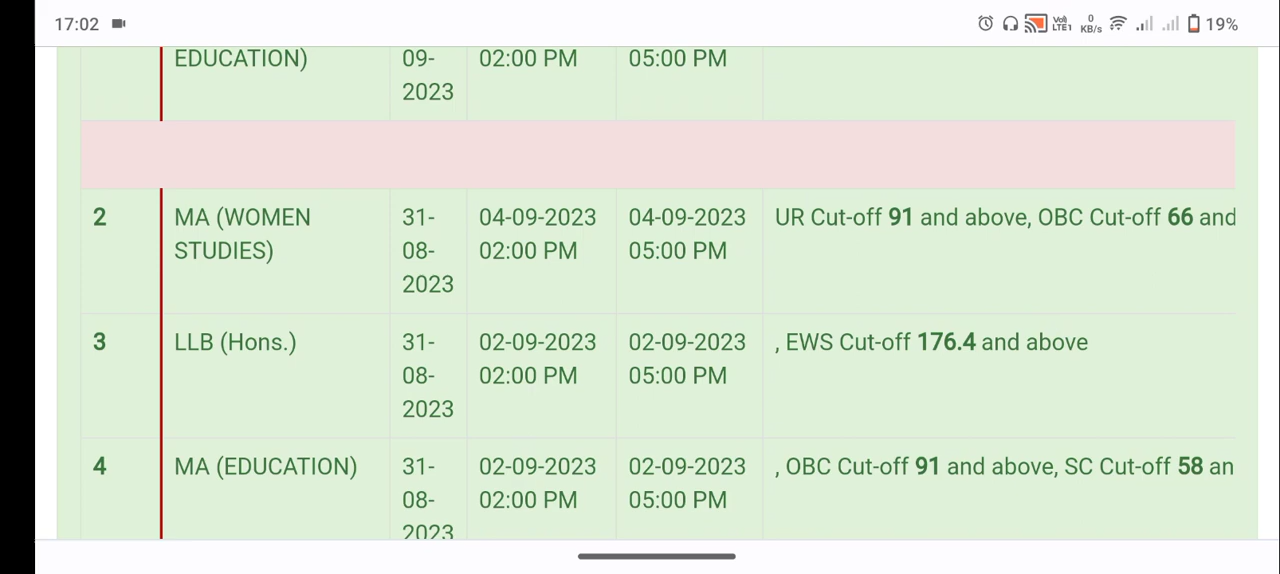 17:02 Vo) LTE1 0 KB/s 19%
EDUCATION) 09- 02:00 PM 05:00 PM
2023
2 MA (WOMEN 31- 04-09-2023 04-09-2023 UR Cut-off 91 and above, OBC Cut-off 66 and
STUDIES) 08- 02:00 PM 05:00 PM
2023
3 LLB (Hons.) 31- 02-09-2023 02-09-2023 , EWS Cut-off 176.4 and above
08- 02:00 PM 05:00 PM
2023
4 MA (EDUCATION) 31- 02-09-2023 02-09-2023 , OBC Cut-off 91 and above, SC Cut-off 58 an
08- 02:00 PM 05:00 PM
2023